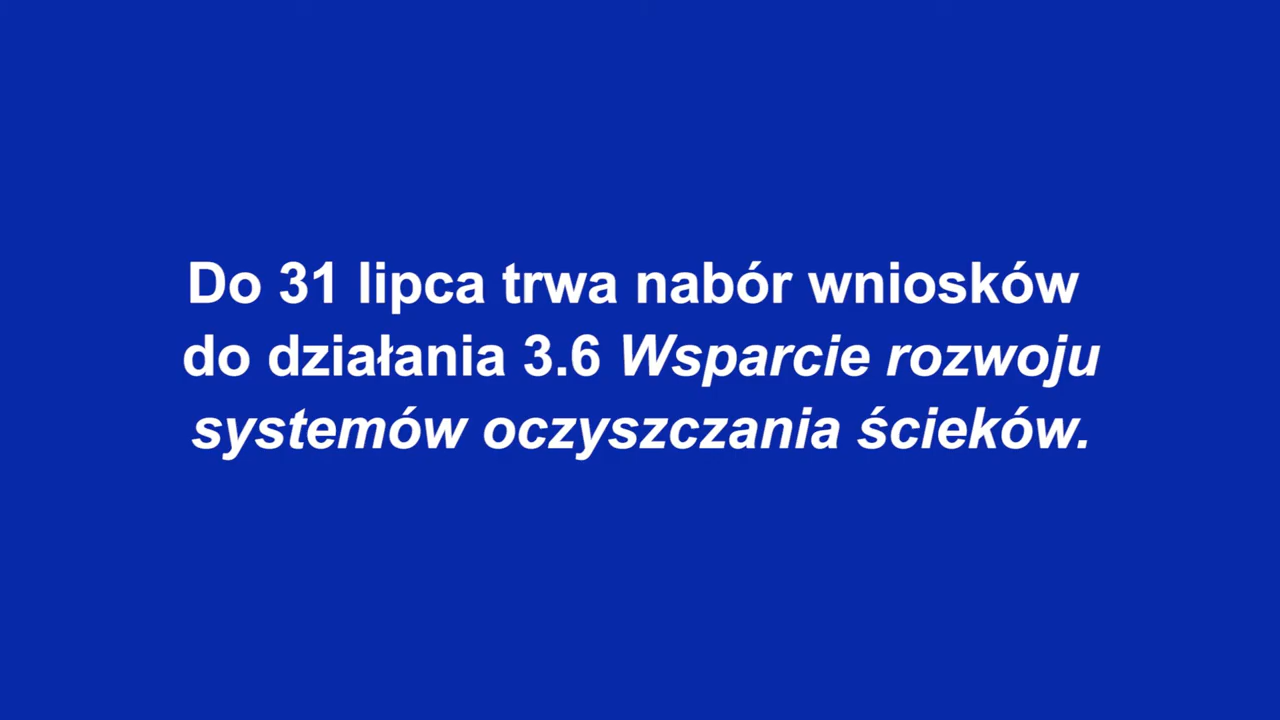 Do 31 lipca trwa nabór wniosków
do działania 3.6 Wsparcie rozwoju
systemów oczyszczania ścieków.